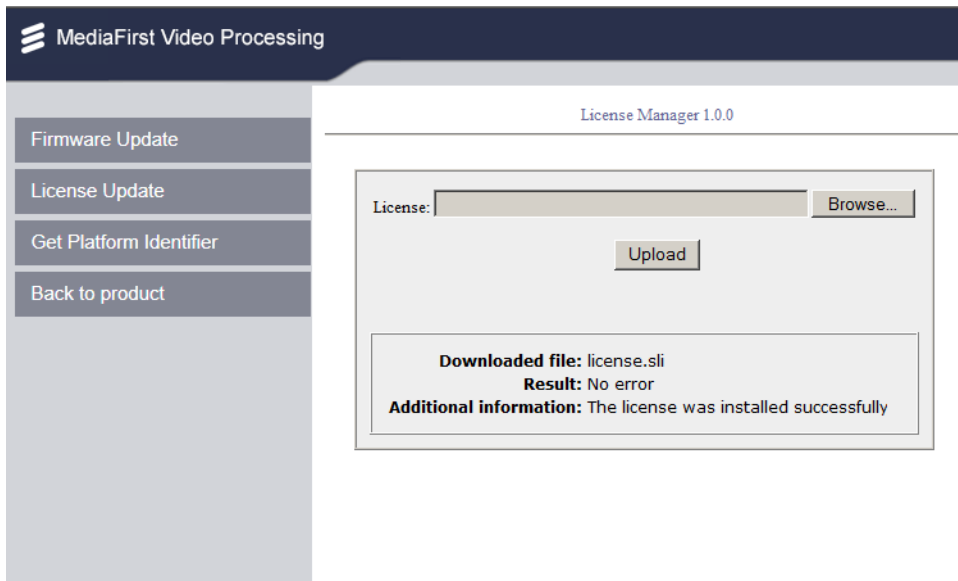 MediaFirst Video Processing
Firmware Update
License Update
Get Platform Identifier
Back to product
License Manager 1.0.0
License: Browse...
Upload
Downloaded file: license.sli
Result: No error
Additional information: The license was installed successfully